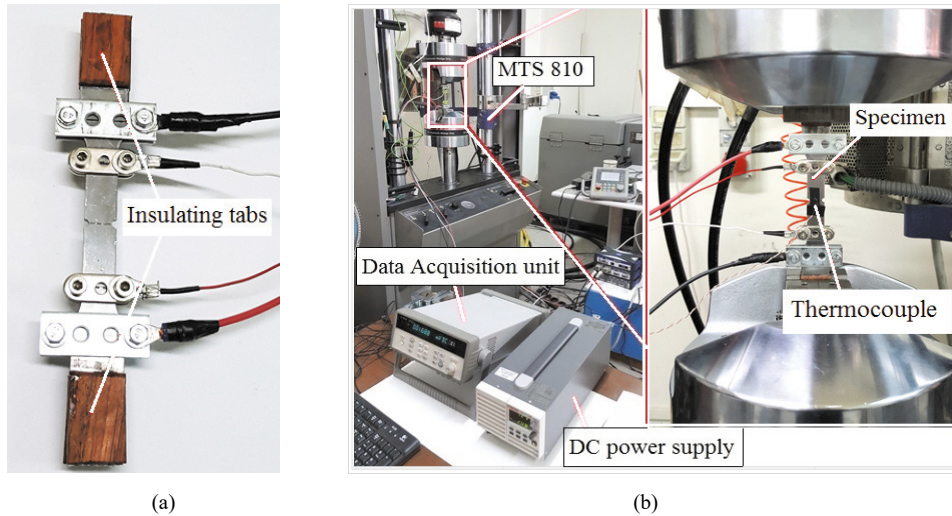 Insulating tabs
(a)
MTS 810
Data Acquisition unit
DC power supply
Specimen
Thermocouple
(b)